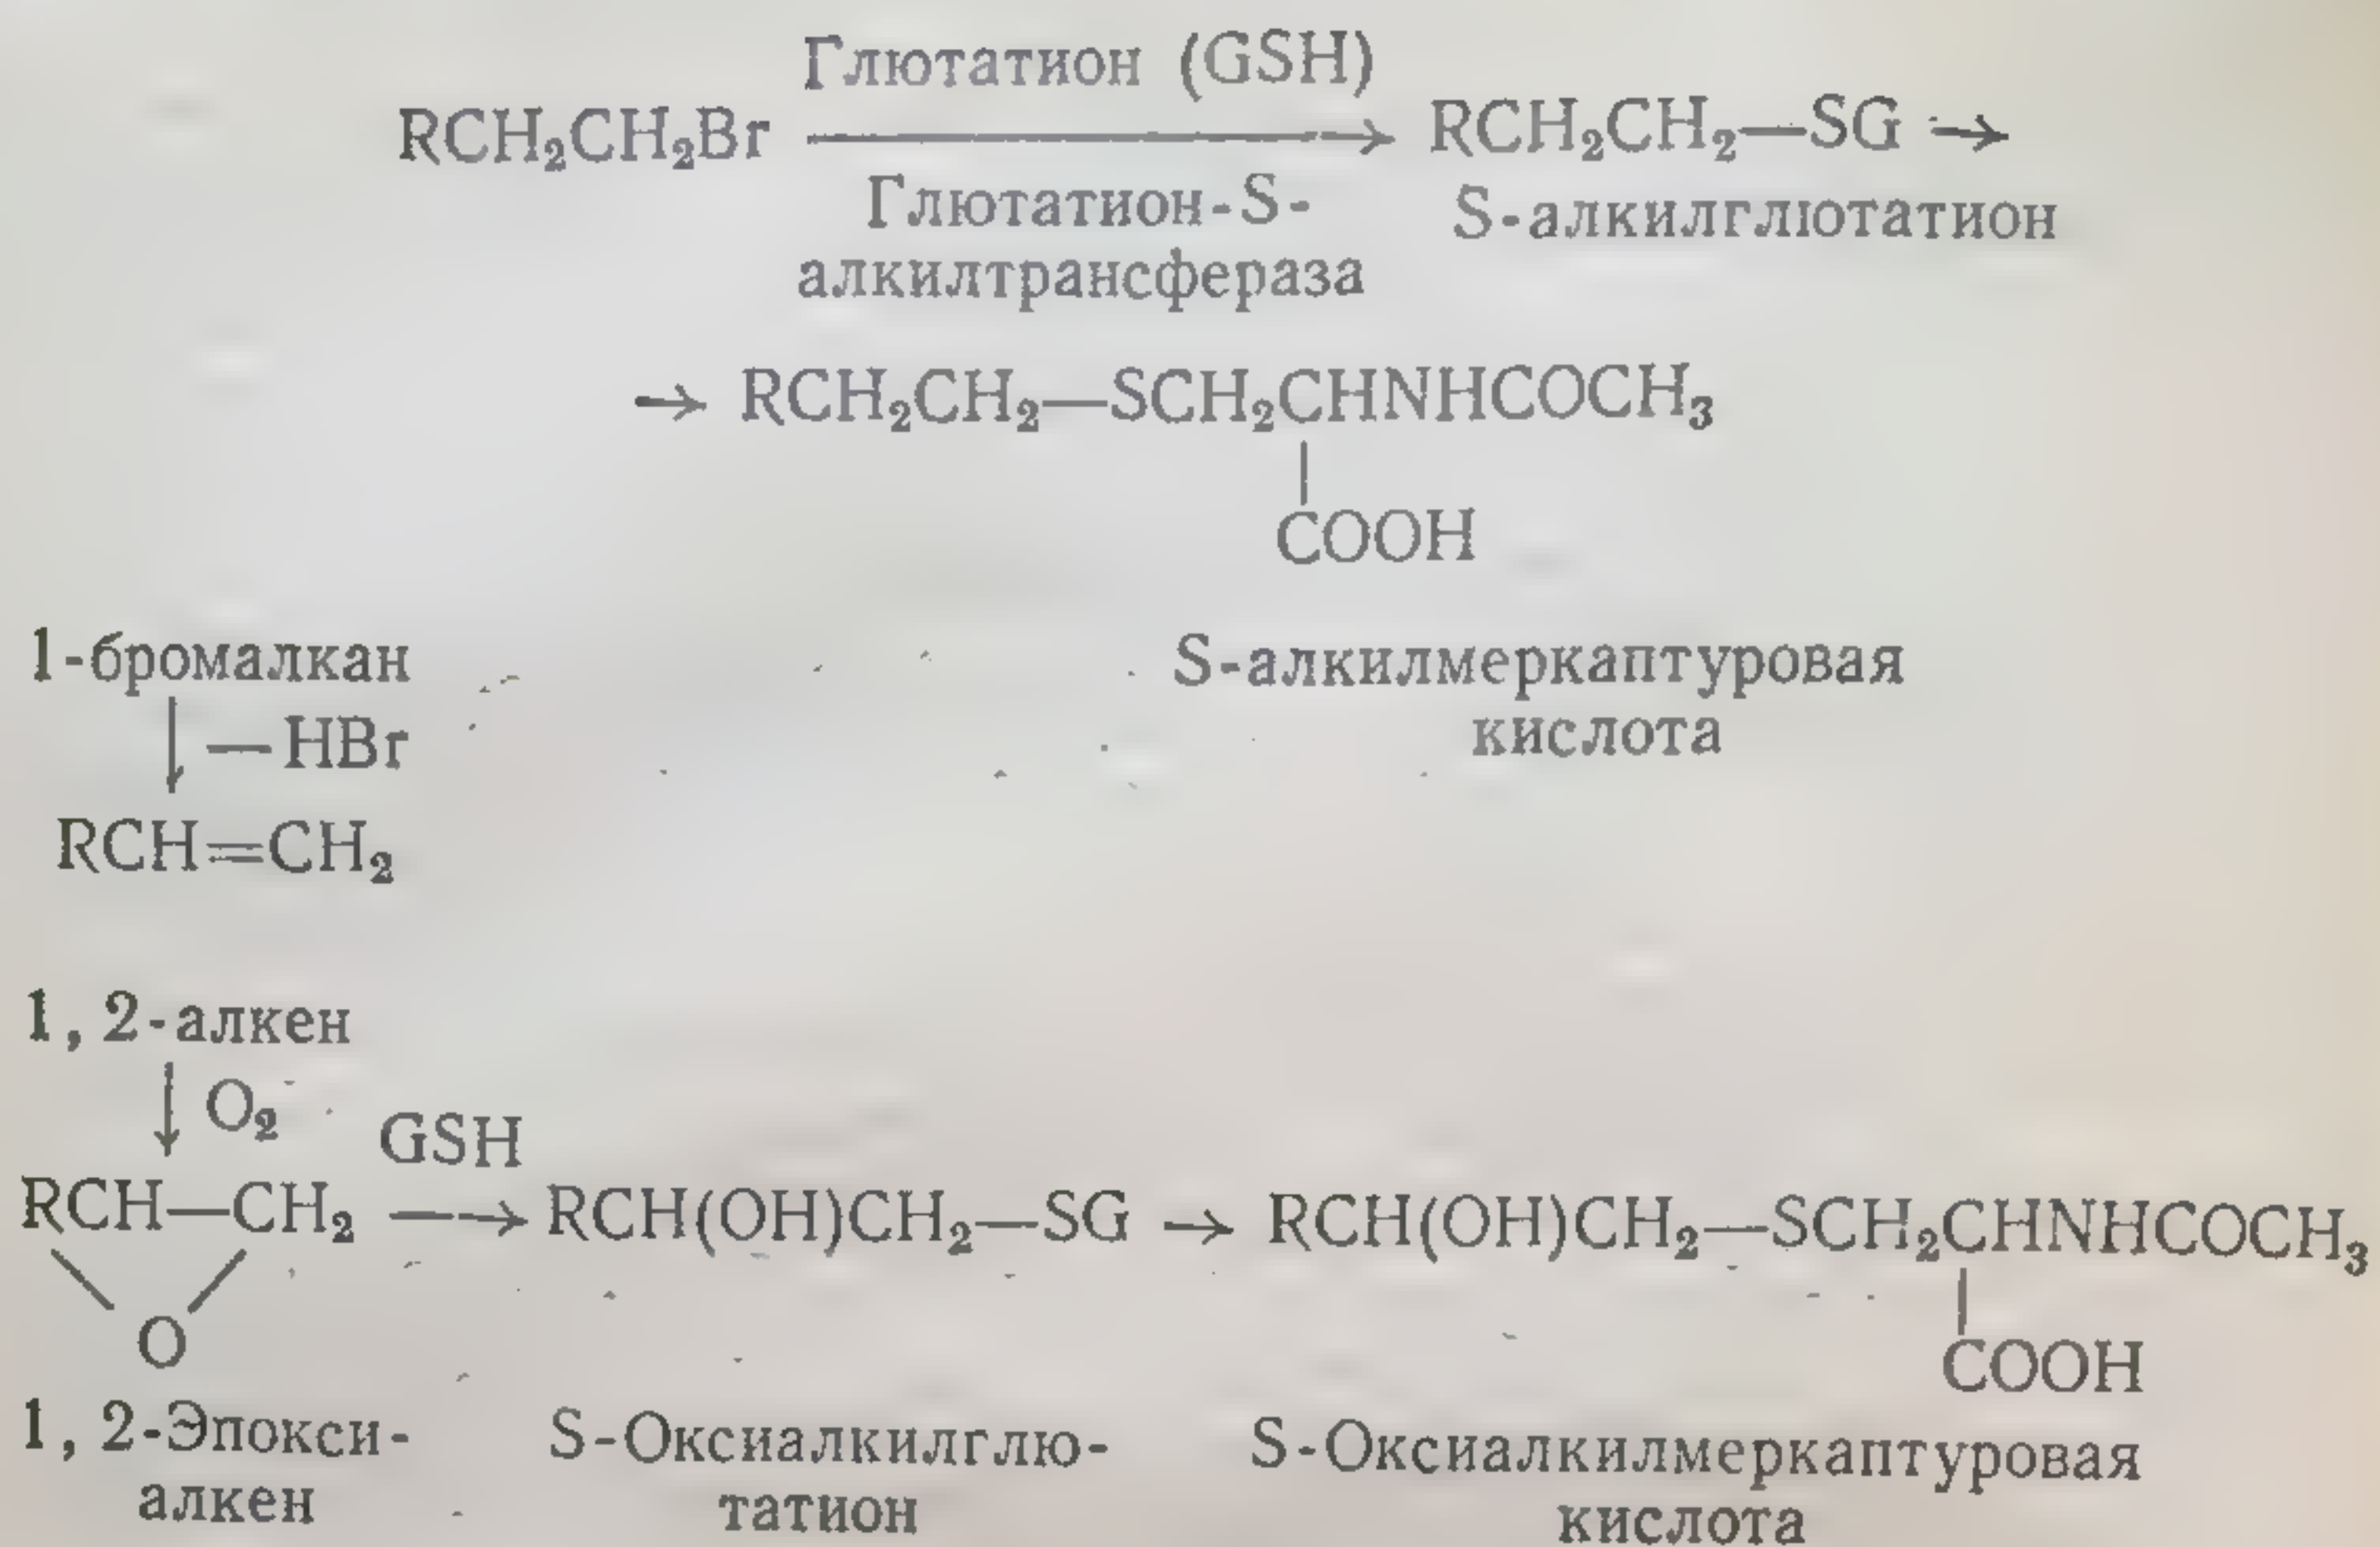 Глютатион (GSH)
RCH₂CH₂Br ⟶ RCH₂CH₂—SG →
Глютатион-S-
алкилтрансфераза
S-алкилглютатион
→ RCH₂CH₂—SCH₂CHNHCOCH₃
|
COOH
1-бромалкан
S-алкилмеркаптуровая
кислота
↓ — HBr
RCH=CH₂
1, 2-алкен
↓ O₂
GSH
RCH—CH₂ ⟶ RCH(OH)CH₂—SG → RCH(OH)CH₂—SCH₂CHNHCOCH₃
\ / |
O COOH
1, 2-Эпокси-
алкен
S-Оксиалкилглю-
татион
S-Оксиалкилмеркаптуровая
кислота